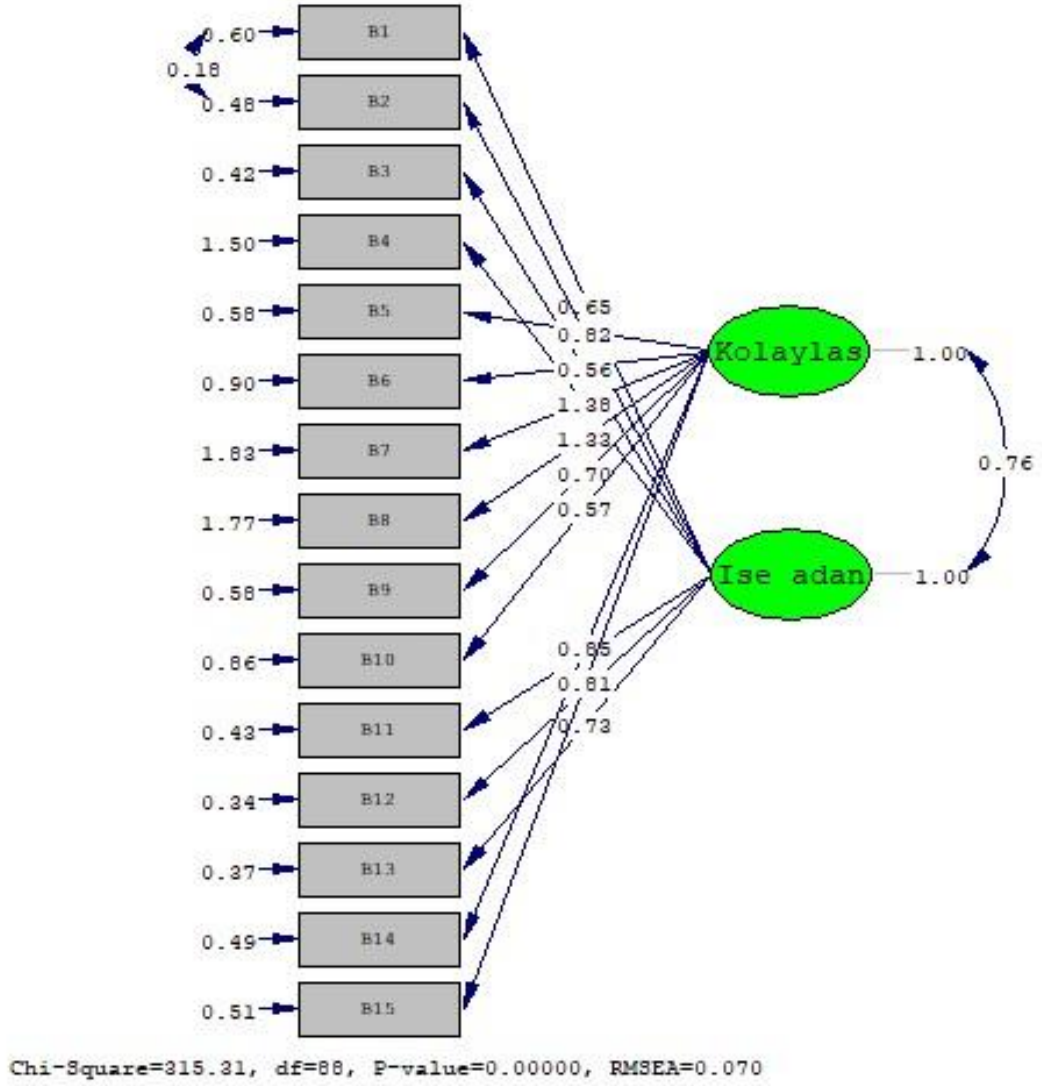 0.60 B1
0.18
0.48 B2
0.42 B3
1.50 B4
0.58 B5
0.90 B6
1.83 B7
1.77 B8
0.58 B9
0.86 B10
0.43 B11
0.34 B12
0.37 B13
0.49 B14
0.51 B15
0.65
0.82
0.56
1.38
1.33
0.70
0.57
0.85
0.81
0.73
Kolaylas 1.00
0.76
Ise adan 1.00
Chi-Square=315.31, df=88, P-value=0.00000, RMSEA=0.070